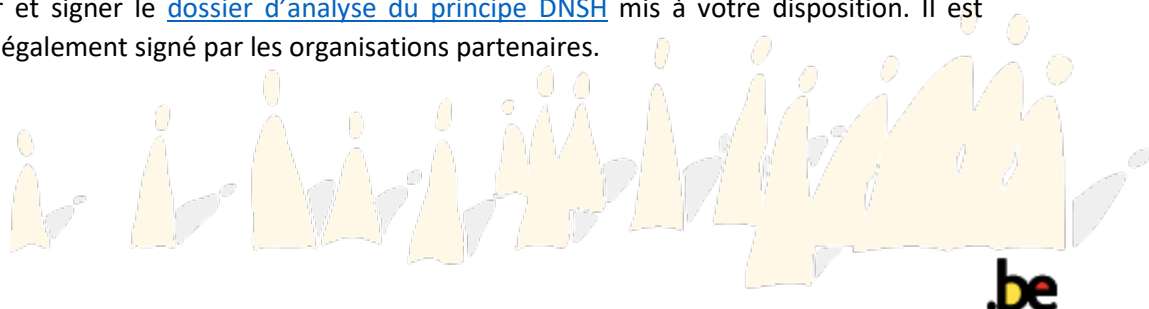 et signer le dossier d'analyse du principe DNSH mis à votre disposition. Il est
également signé par les organisations partenaires.
.be